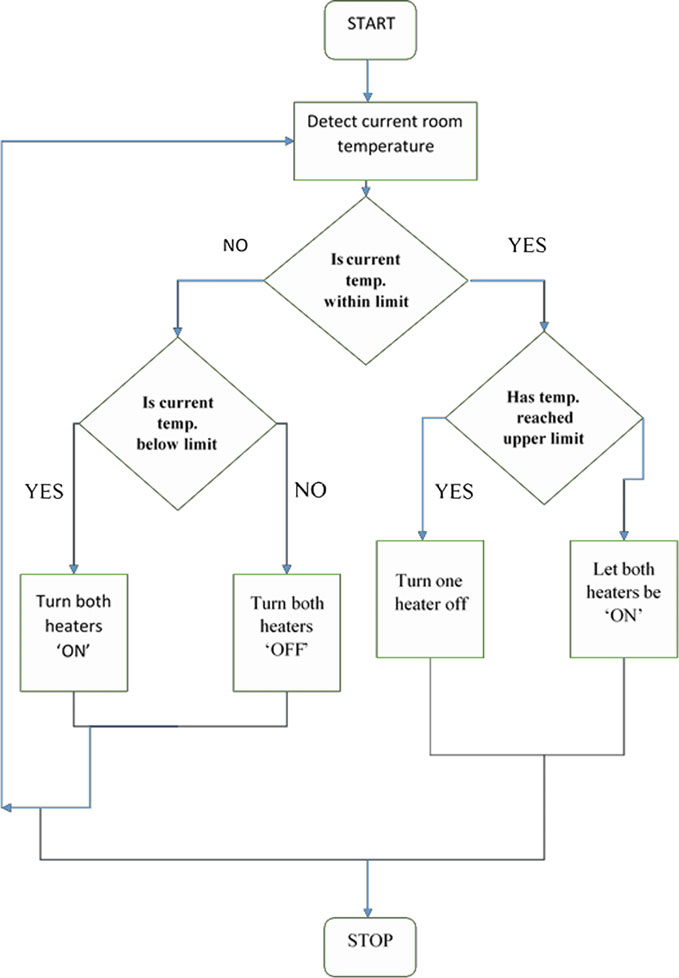 START
Detect current room
temperature
Is current
temp.
within limit
NO
YES
Is current
temp.
below limit
Has temp.
reached
upper limit
YES
NO
YES
Turn both
heaters
‘ON’
Turn both
heaters
‘OFF’
Turn one
heater off
Let both
heaters be
‘ON’
STOP